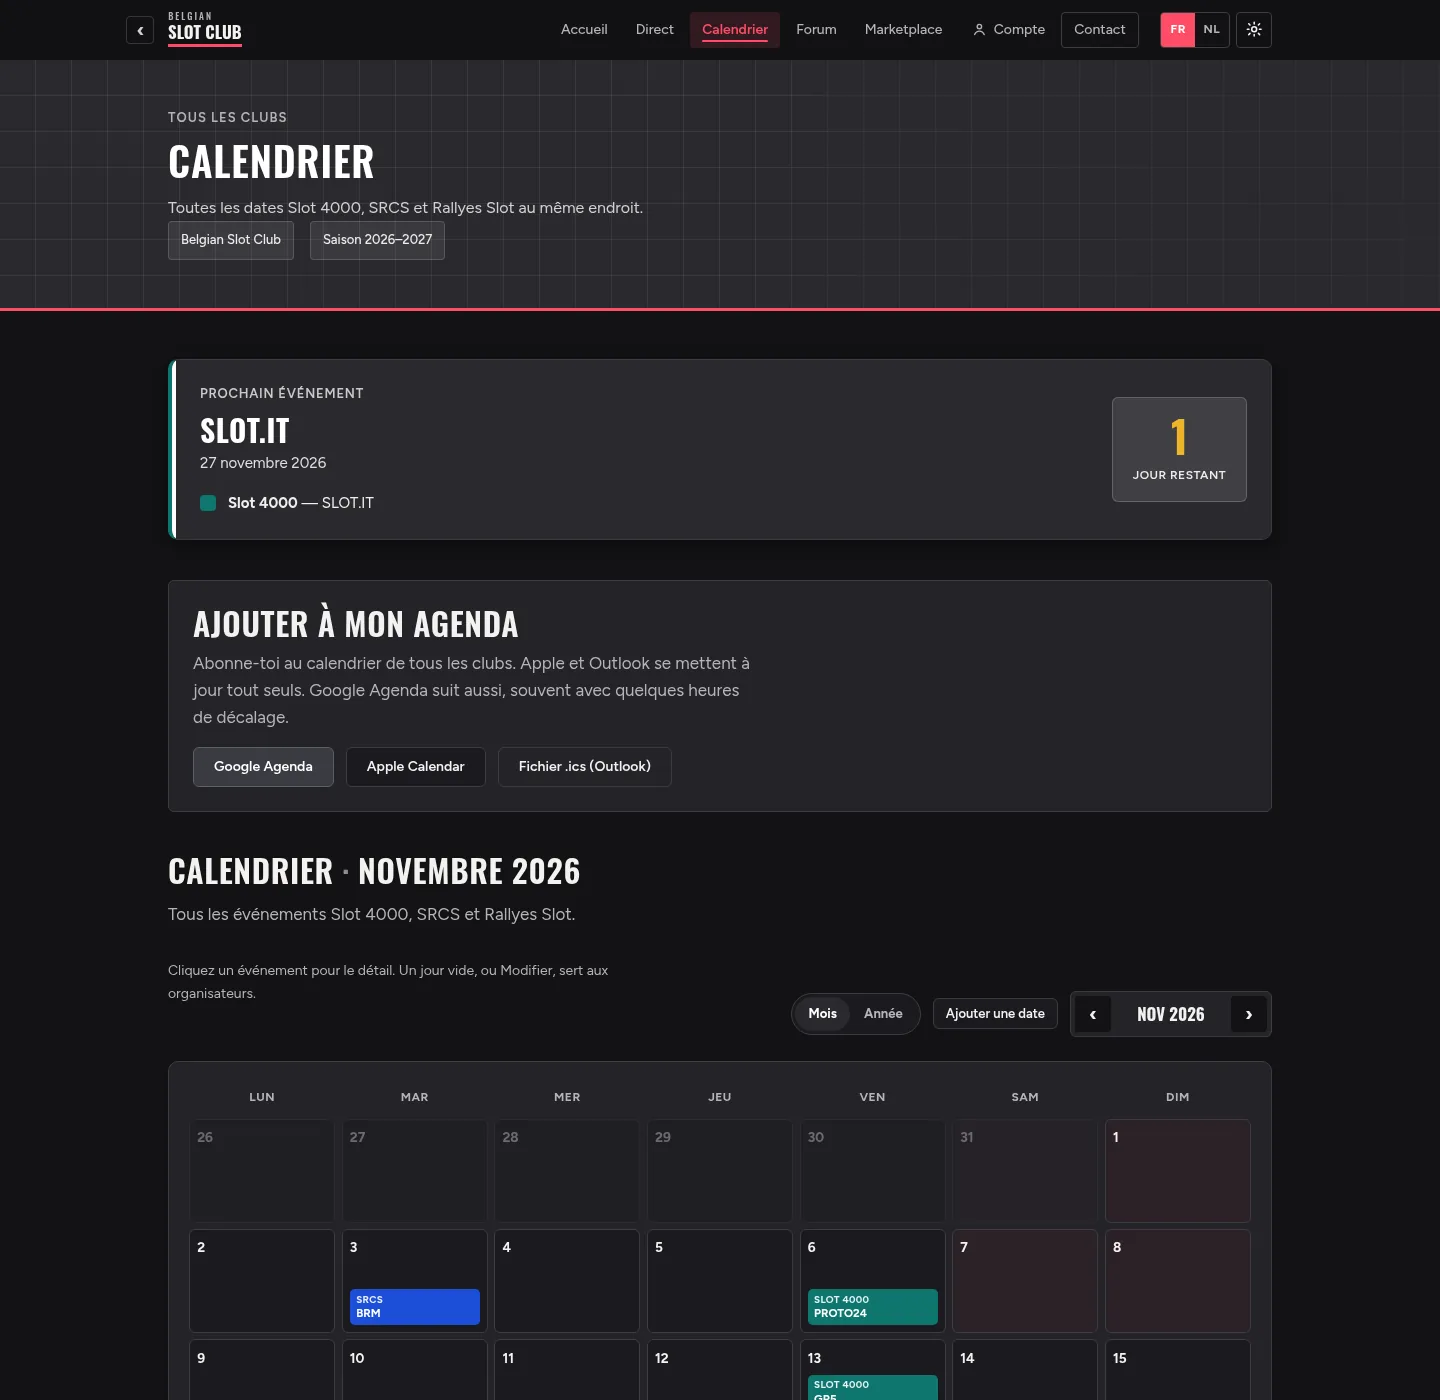 ‹
BELGIAN
SLOT CLUB
Accueil
Direct
Calendrier
Forum
Marketplace
Compte
Contact
FR
NL
TOUS LES CLUBS
CALENDRIER
Toutes les dates Slot 4000, SRCS et Rallyes Slot au même endroit.
Belgian Slot Club
Saison 2026–2027
PROCHAIN ÉVÉNEMENT
SLOT.IT
27 novembre 2026
Slot 4000 — SLOT.IT
1
JOUR RESTANT
AJOUTER À MON AGENDA
Abonne-toi au calendrier de tous les clubs. Apple et Outlook se mettent à
jour tout seuls. Google Agenda suit aussi, souvent avec quelques heures
de décalage.
Google Agenda
Apple Calendar
Fichier .ics (Outlook)
CALENDRIER · NOVEMBRE 2026
Tous les événements Slot 4000, SRCS et Rallyes Slot.
Cliquez un événement pour le détail. Un jour vide, ou Modifier, sert aux
organisateurs.
Mois
Année
Ajouter une date
‹
NOV 2026
›
LUN
MAR
MER
JEU
VEN
SAM
DIM
26
27
28
29
30
31
1
2
3
SRCS
BRM
4
5
6
SLOT 4000
PROTO24
7
8
9
10
11
12
13
SLOT 4000
14
15